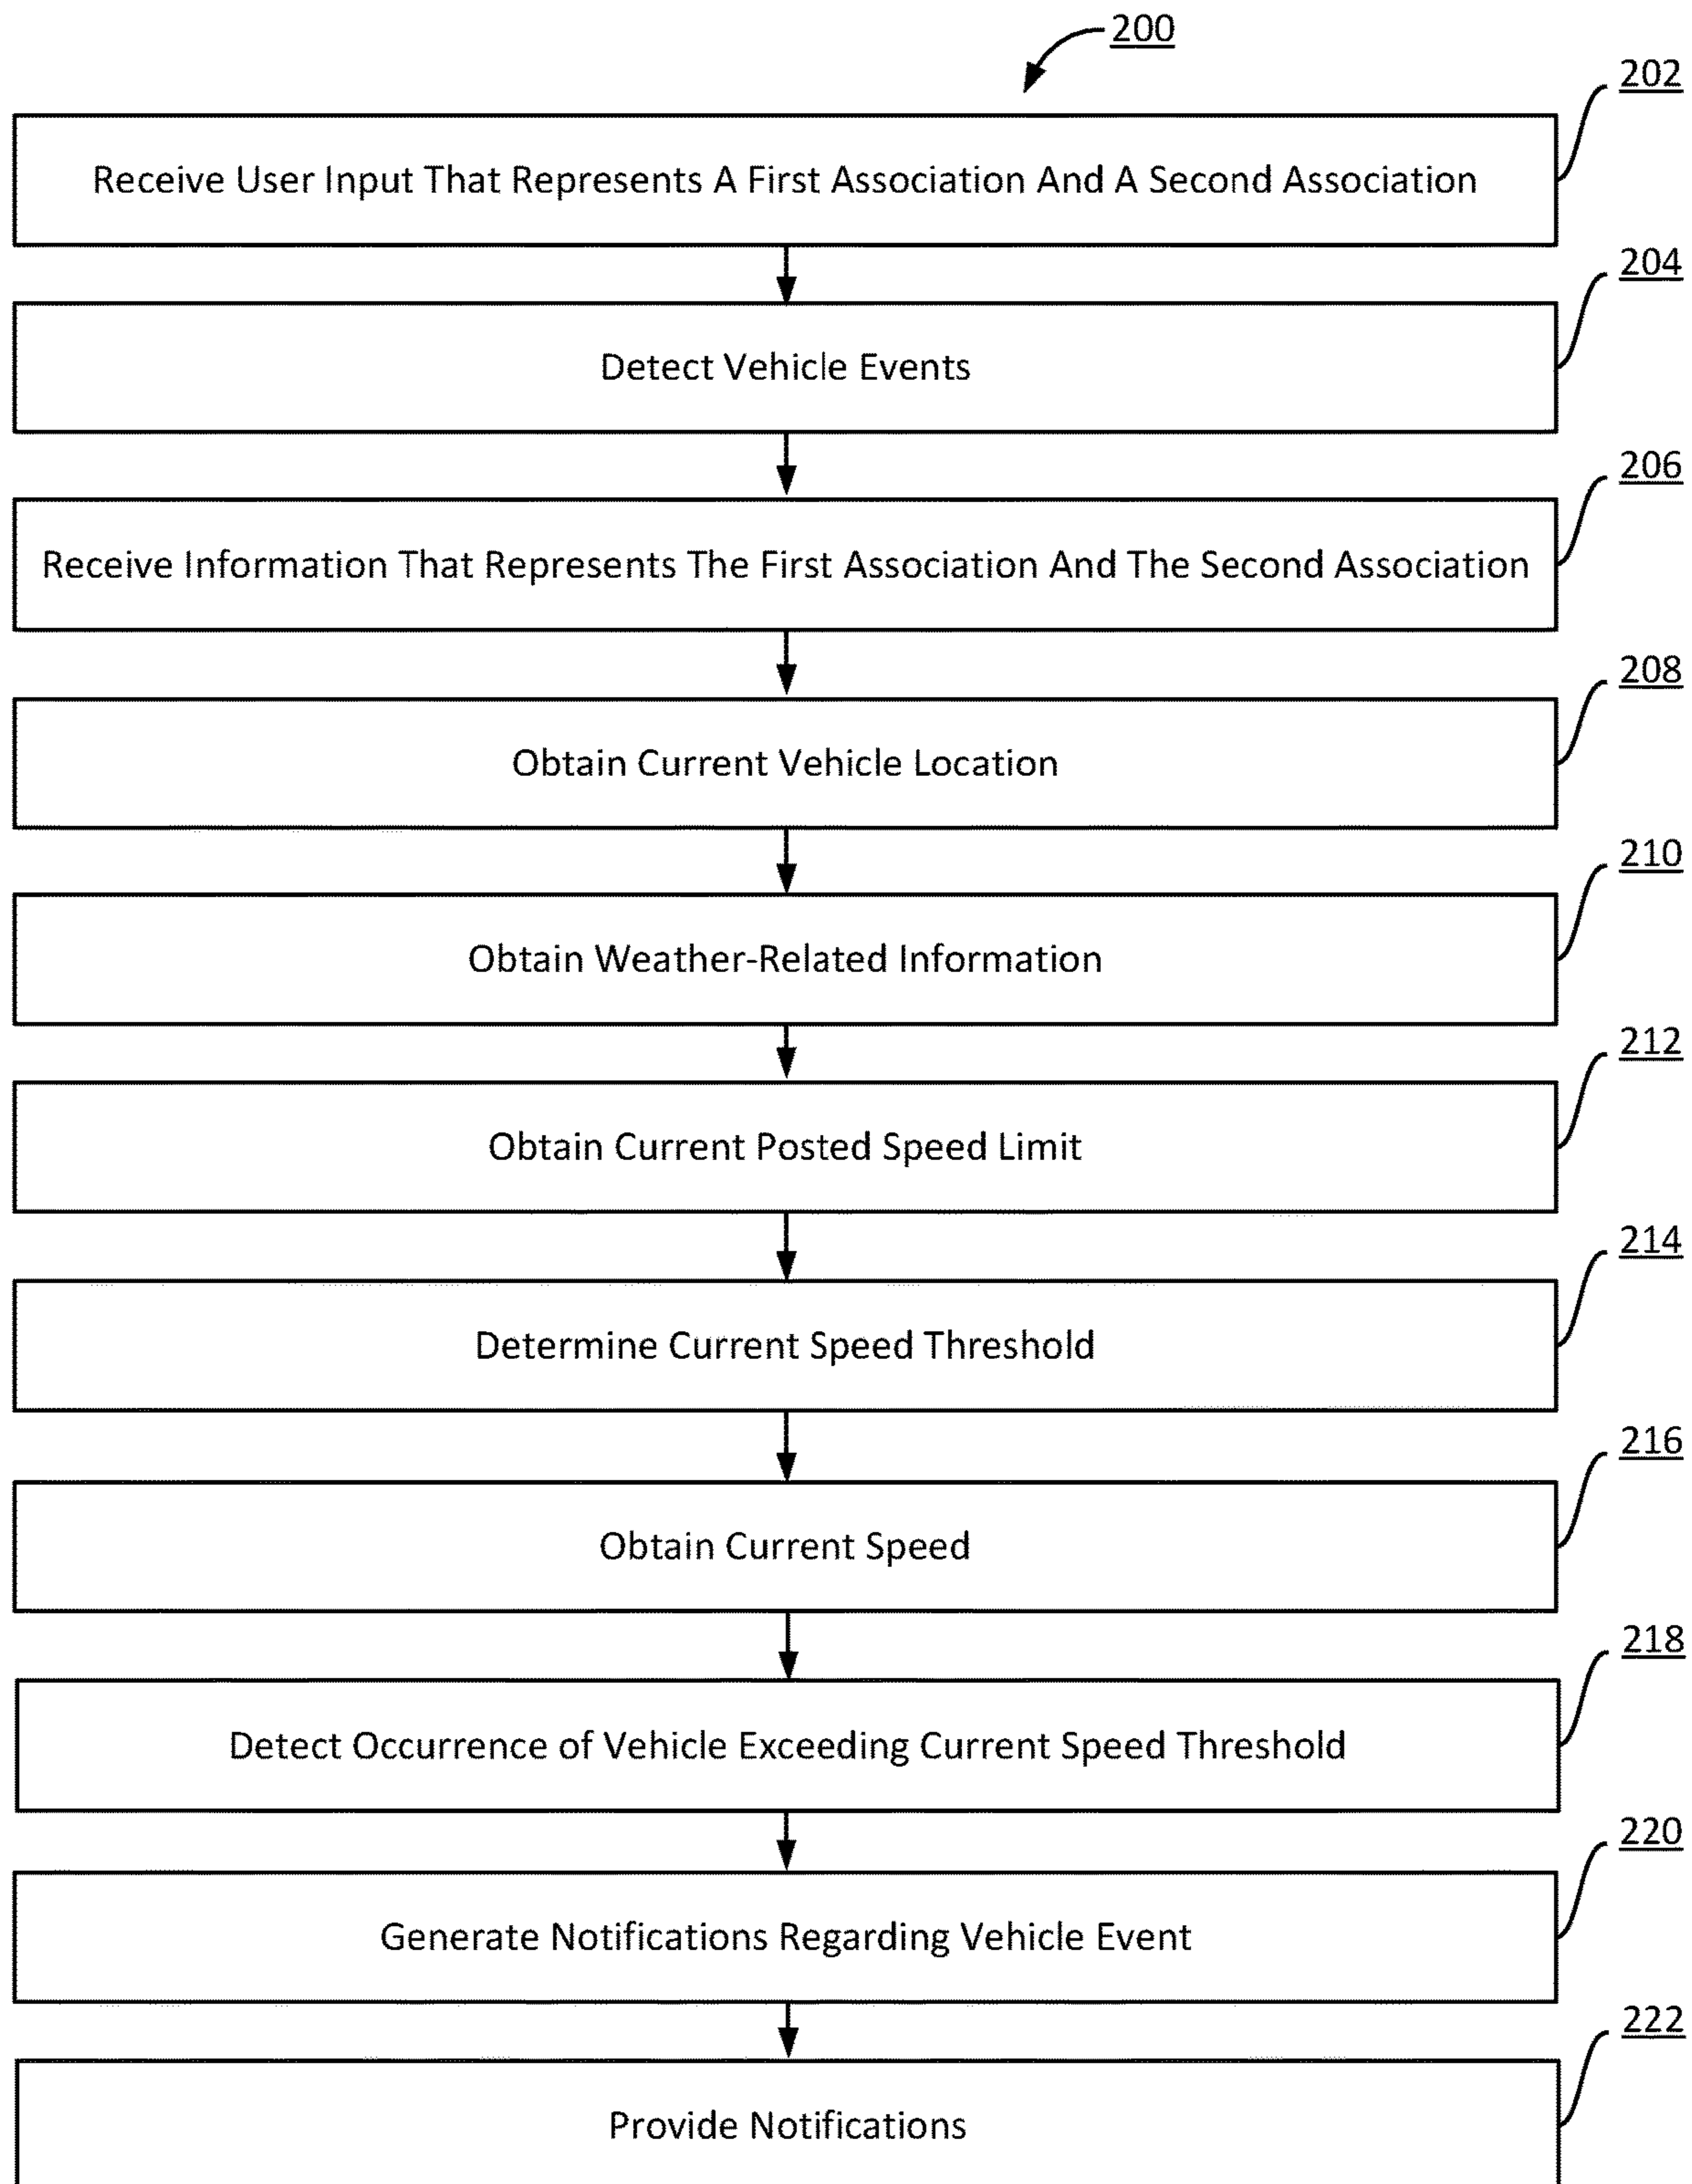 200
202
Receive User Input That Represents A First Association And A Second Association
204
Detect Vehicle Events
206
Receive Information That Represents The First Association And The Second Association
208
Obtain Current Vehicle Location
210
Obtain Weather-Related Information
212
Obtain Current Posted Speed Limit
214
Determine Current Speed Threshold
216
Obtain Current Speed
218
Detect Occurrence of Vehicle Exceeding Current Speed Threshold
220
Generate Notifications Regarding Vehicle Event
222
Provide Notifications